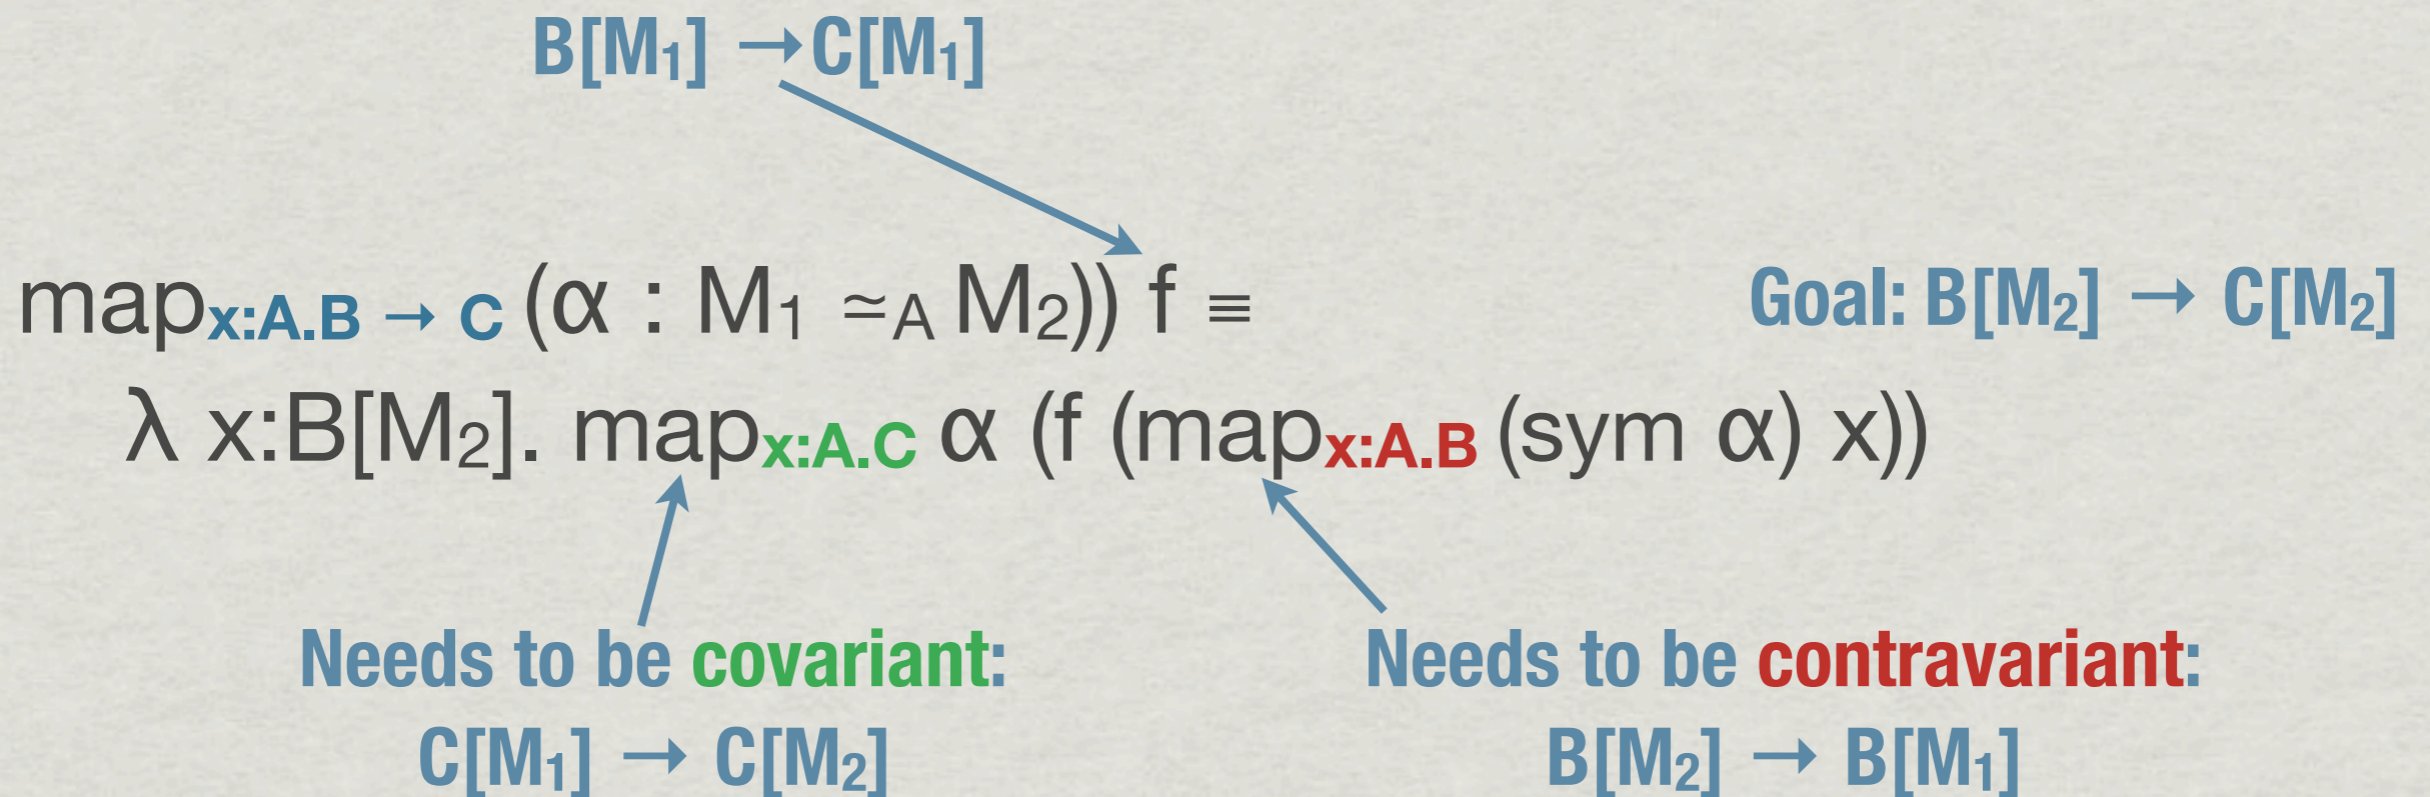 B[M₁] → C[M₁]
map_x:A.B → C (α : M₁ ≃_A M₂)) f ≡
Goal: B[M₂] → C[M₂]
λ x:B[M₂]. map_x:A.C α (f (map_x:A.B (sym α) x))
Needs to be covariant:
C[M₁] → C[M₂]
Needs to be contravariant:
B[M₂] → B[M₁]